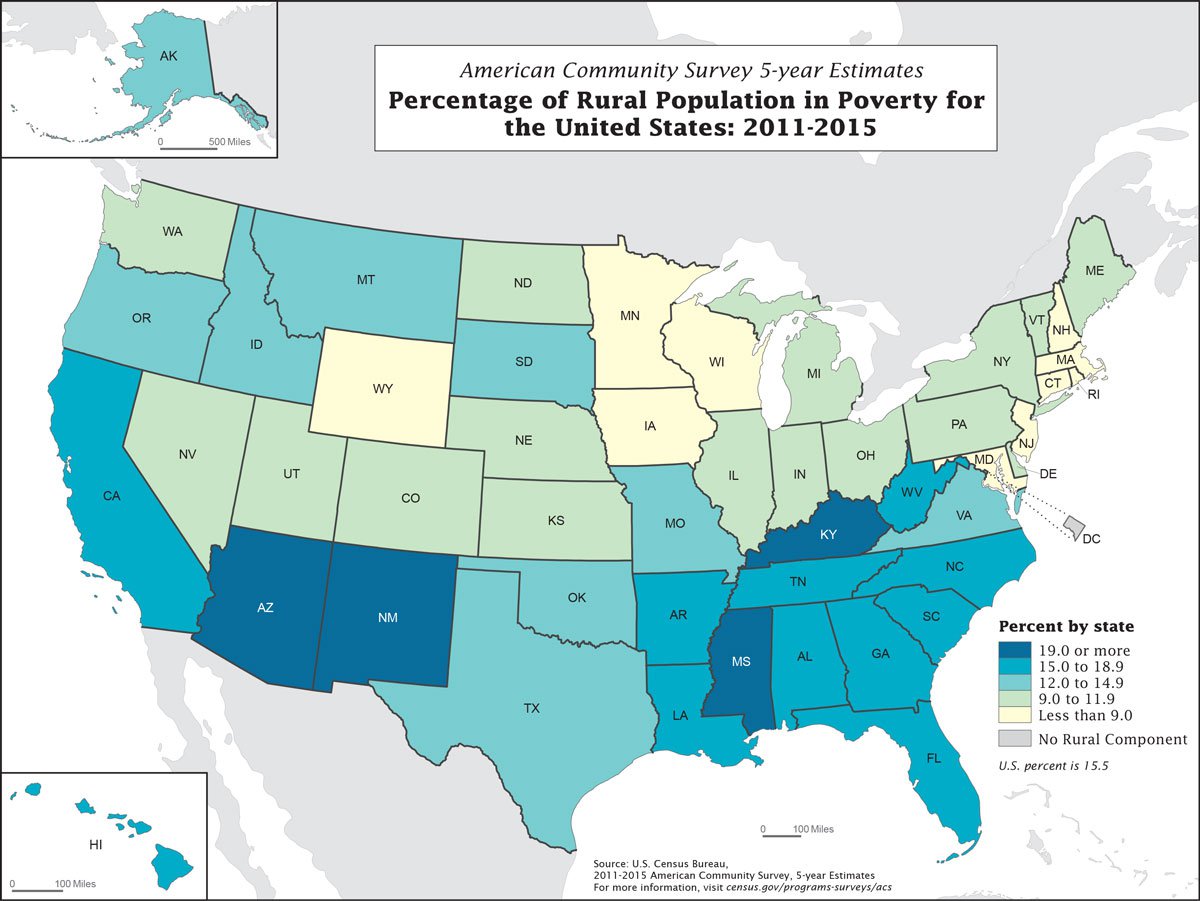 AK
0 500 Miles
American Community Survey 5-year Estimates
Percentage of Rural Population in Poverty for
the United States: 2011-2015
WA
MT
ND
MN
ME
OR
ID
SD
WI
MI
VT
NH
NY
MA
CT
RI
WY
IA
NE
PA
NJ
NV
UT
CO
IL
IN
OH
MD
DE
CA
KS
MO
WV
VA
KY
DC
AZ
NM
OK
AR
TN
NC
SC
MS
AL
GA
TX
LA
FL
Percent by state
19.0 or more
15.0 to 18.9
12.0 to 14.9
9.0 to 11.9
Less than 9.0
No Rural Component
U.S. percent is 15.5
HI
0 100 Miles
0 100 Miles
Source: U.S. Census Bureau,
2011-2015 American Community Survey, 5-year Estimates
For more information, visit census.gov/programs-surveys/acs